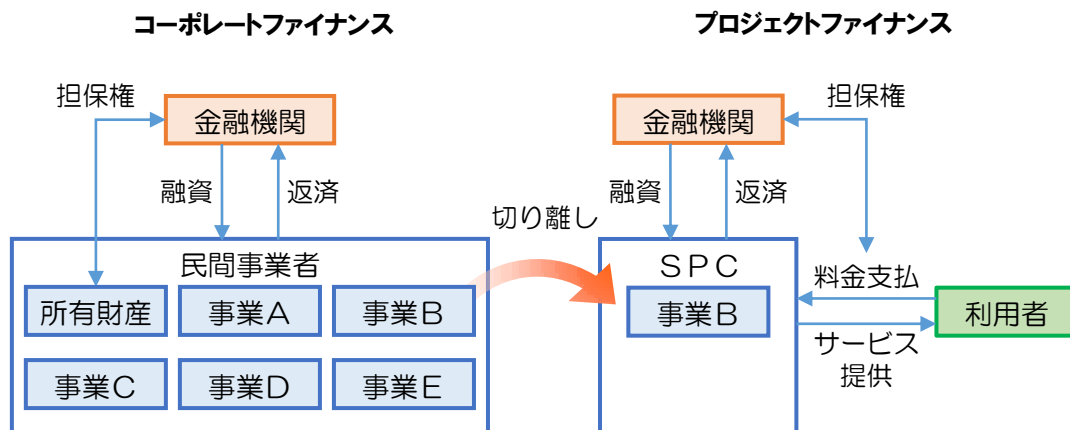 コーポレートファイナンス
プロジェクトファイナンス
担保権
金融機関
融資
返済
民間事業者
所有財産
事業A
事業B
事業C
事業D
事業E
切り離し
金融機関
担保権
融資
返済
ＳＰＣ
事業B
料金支払
利用者
サービス
提供